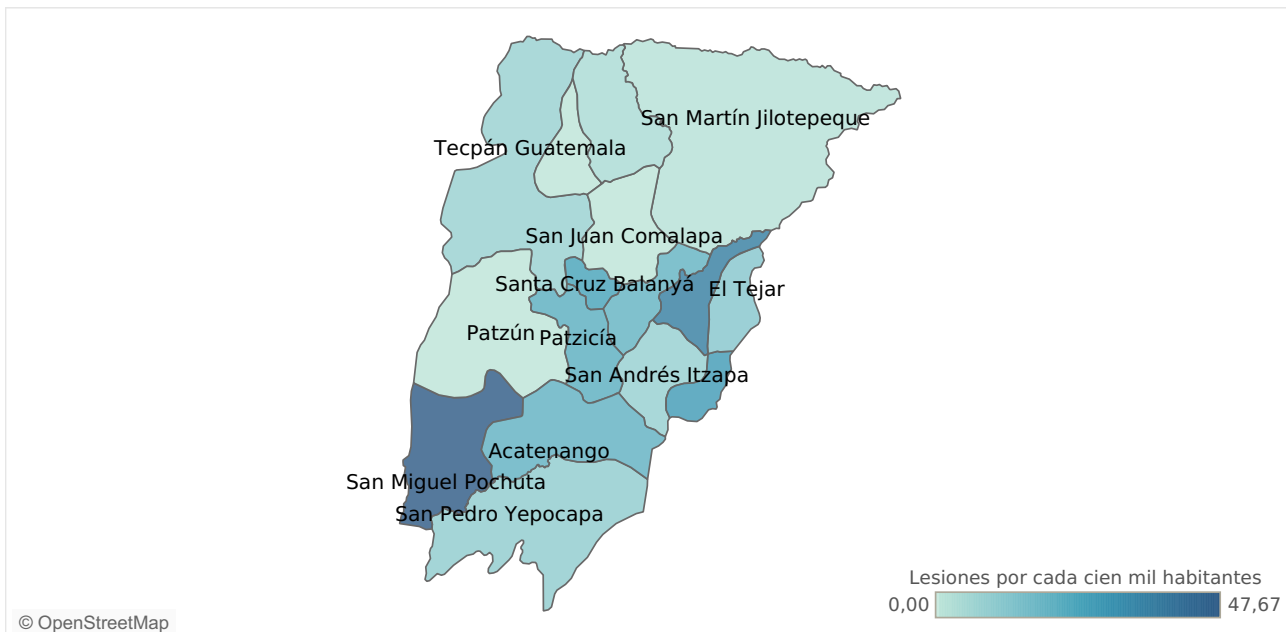 San Martín Jilotepeque
Tecpán Guatemala
San Juan Comalapa
Santa Cruz Balanyá
El Tejar
Patzún
Patzicía
San Andrés Itzapa
Acatenango
San Miguel Pochuta
San Pedro Yepocapa
Lesiones por cada cien mil habitantes
0,00
47,67
© OpenStreetMap